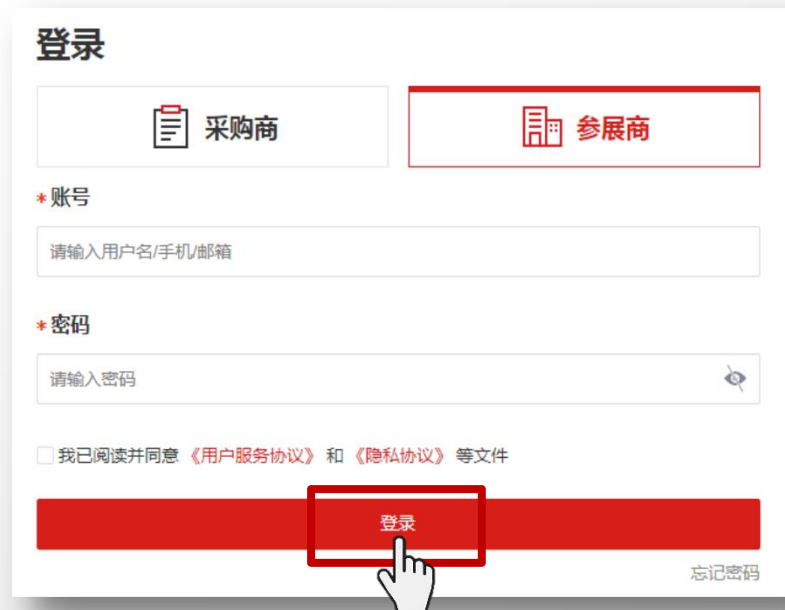 登录
采购商
参展商
*账号
请输入用户名/手机/邮箱
*密码
请输入密码
我已阅读并同意 《用户服务协议》 和 《隐私协议》 等文件
登录
忘记密码